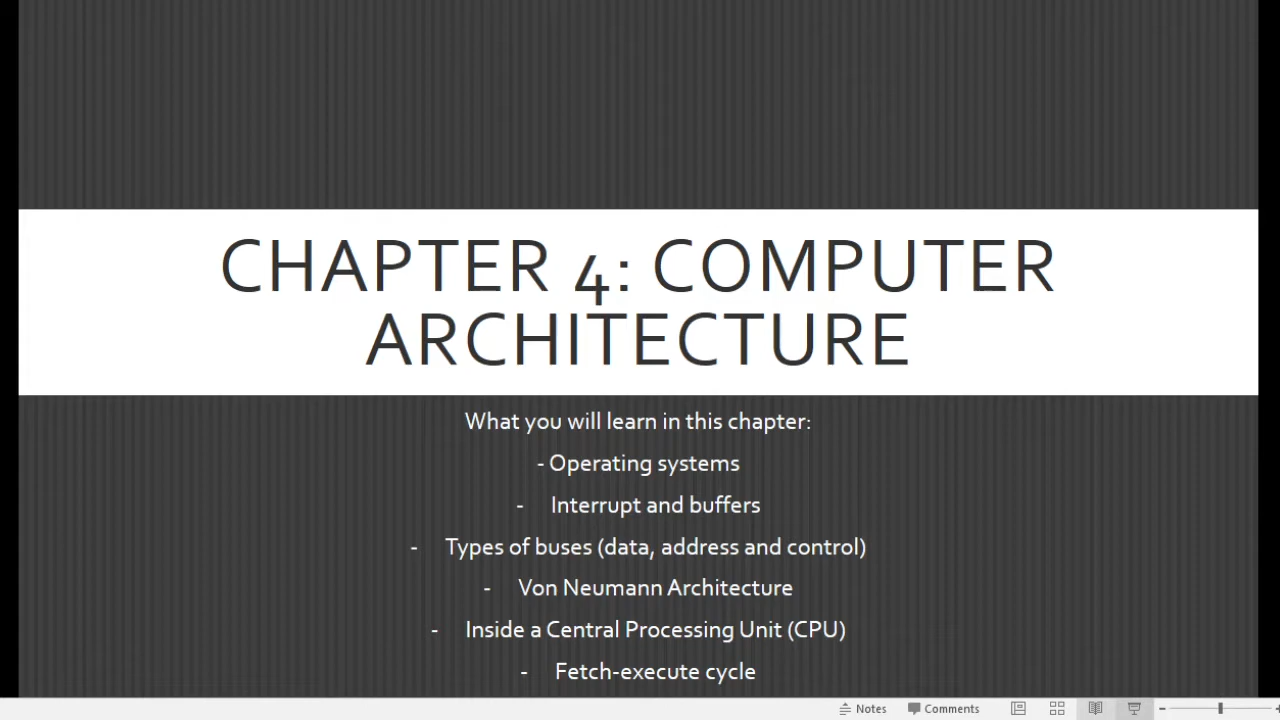 CHAPTER 4: COMPUTER
ARCHITECTURE
What you will learn in this chapter:
- Operating systems
- Interrupt and buffers
- Types of buses (data, address and control)
- Von Neumann Architecture
- Inside a Central Processing Unit (CPU)
- Fetch-execute cycle
Notes Comments